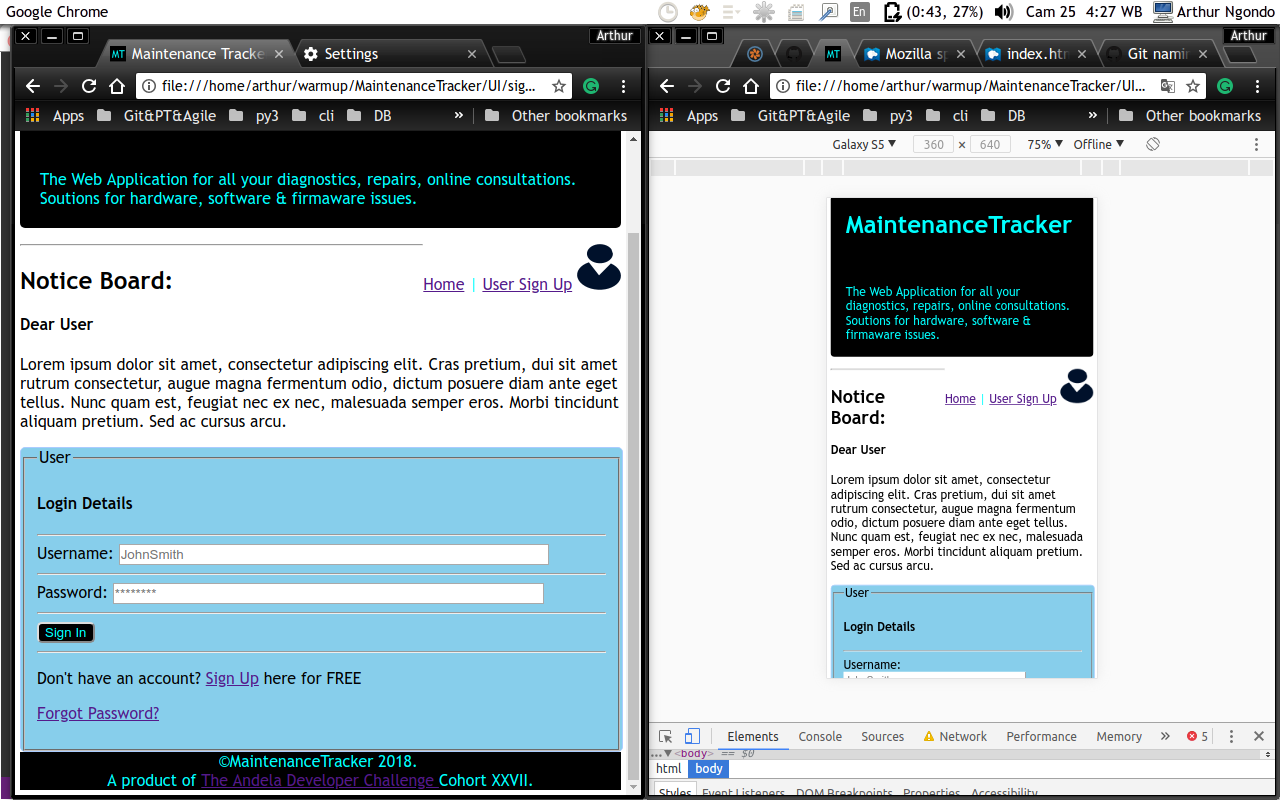 Google Chrome
En (0:43, 27%) Cam 25 4:27 WB Arthur Ngondo
Arthur
MT Maintenance Tracke Settings
file:///home/arthur/warmup/MaintenanceTracker/UI/sig...
Apps Git&PT&Agile py3 cli DB » Other bookmarks
The Web Application for all your diagnostics, repairs, online consultations.
Soutions for hardware, software & firmaware issues.
Notice Board:
Home | User Sign Up
Dear User
Lorem ipsum dolor sit amet, consectetur adipiscing elit. Cras pretium, dui sit amet
rutrum consectetur, augue magna fermentum odio, dictum posuere diam ante eget
tellus. Nunc quam est, feugiat nec ex nec, malesuada semper eros. Morbi tincidunt
aliquam pretium. Sed ac cursus arcu.
User
Login Details
Username: JohnSmith
Password: ********
Sign In
Don't have an account? Sign Up here for FREE
Forgot Password?
©MaintenanceTracker 2018.
A product of The Andela Developer Challenge Cohort XXVII.
Arthur
MT Mozilla sp index.htm Git namin
file:///home/arthur/warmup/MaintenanceTracker/UI...
Apps Git&PT&Agile py3 cli DB » Other bookmarks
Galaxy S5 ▼ 360 × 640 75% ▼ Offline ▼
MaintenanceTracker
The Web Application for all your
diagnostics, repairs, online consultations.
Soutions for hardware, software &
firmaware issues.
Notice
Board:
Home | User Sign Up
Dear User
Lorem ipsum dolor sit amet, consectetur
adipiscing elit. Cras pretium, dui sit amet
rutrum consectetur, augue magna fermentum
odio, dictum posuere diam ante eget tellus.
Nunc quam est, feugiat nec ex nec, malesuada
semper eros. Morbi tincidunt aliquam pretium.
Sed ac cursus arcu.
User
Login Details
Username:
JohnSmith
Elements Console Sources Network Performance Memory » 5
...▼<body> == $0
html body
Styles Event Listeners DOM Breakpoints Properties Accessibility